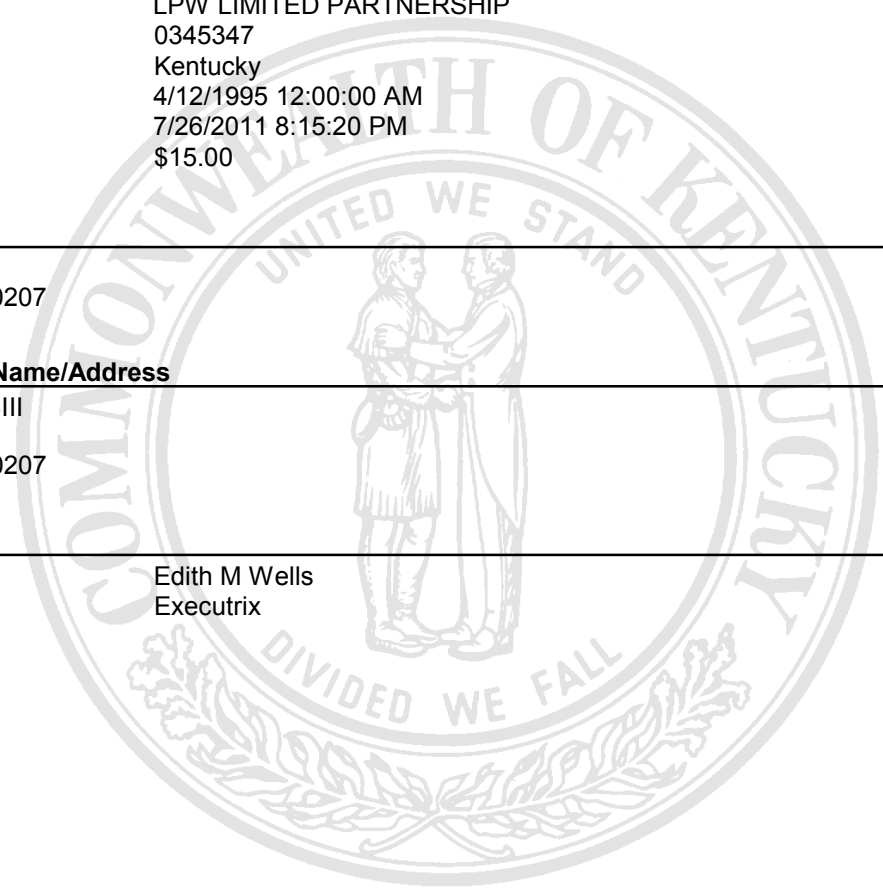 LPW LIMITED PARTNERSHIP
0345347
Kentucky
4/12/1995 12:00:00 AM
7/26/2011 8:15:20 PM
$15.00
0207
Name/Address
III
0207
Edith M Wells
Executrix
COMMONWEALTH OF KENTUCKY
UNITED WE STAND
DIVIDED WE FALL